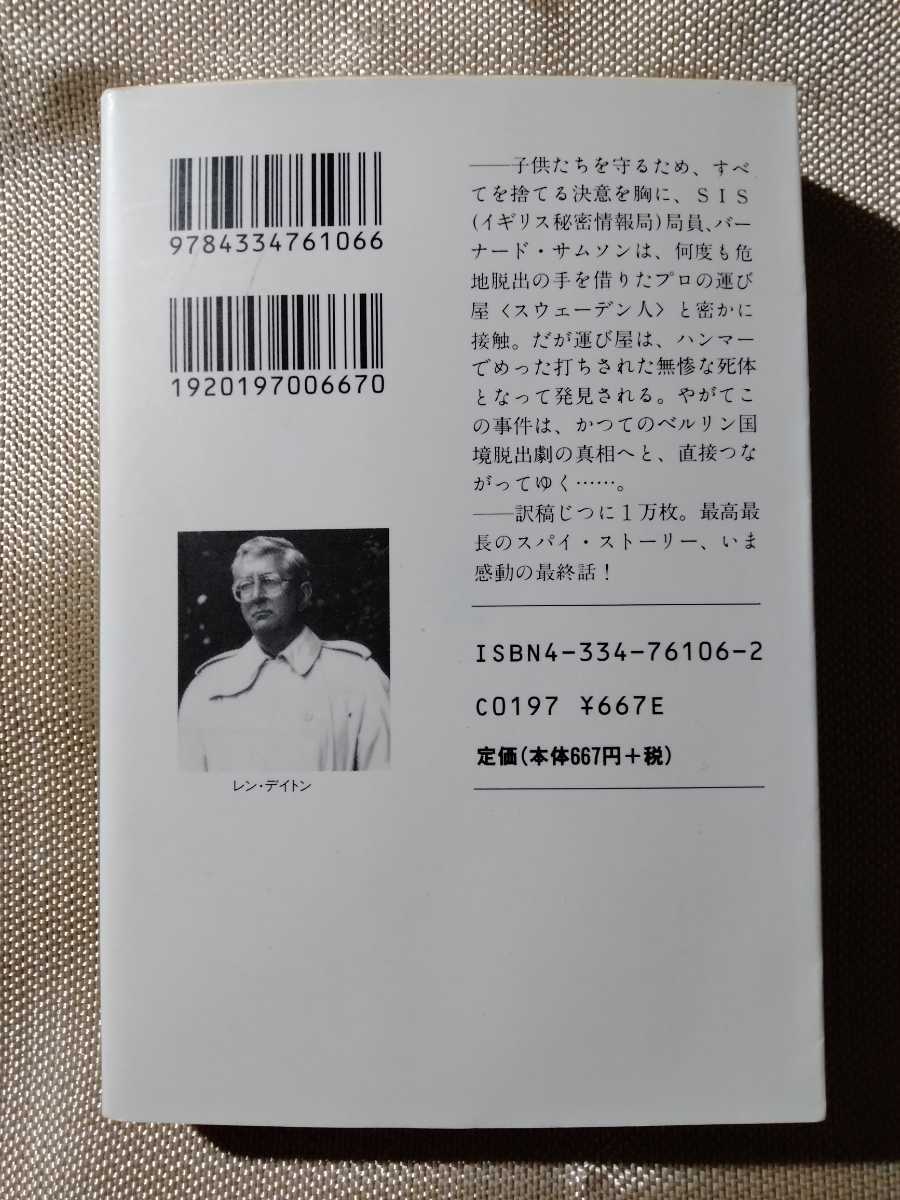 9784334761066
1920197006670
レン・デイトン
──子供たちを守るため、すべ
てを捨てる決意を胸に、ＳＩＳ
(イギリス秘密情報局)局員、バー
ナード・サムソンは、何度も危
地脱出の手を借りたプロの運び
屋〈スウェーデン人〉と密かに
接触。だが運び屋は、ハンマー
でめった打ちされた無惨な死体
となって発見される。やがてこ
の事件は、かつてのベルリン国
境脱出劇の真相へと、直接つな
がってゆく……。
──訳稿じつに１万枚。最高最
長のスパイ・ストーリー、いま
感動の最終話！
ISBN4-334-76106-2
C0197 ¥667E
定価(本体667円＋税)